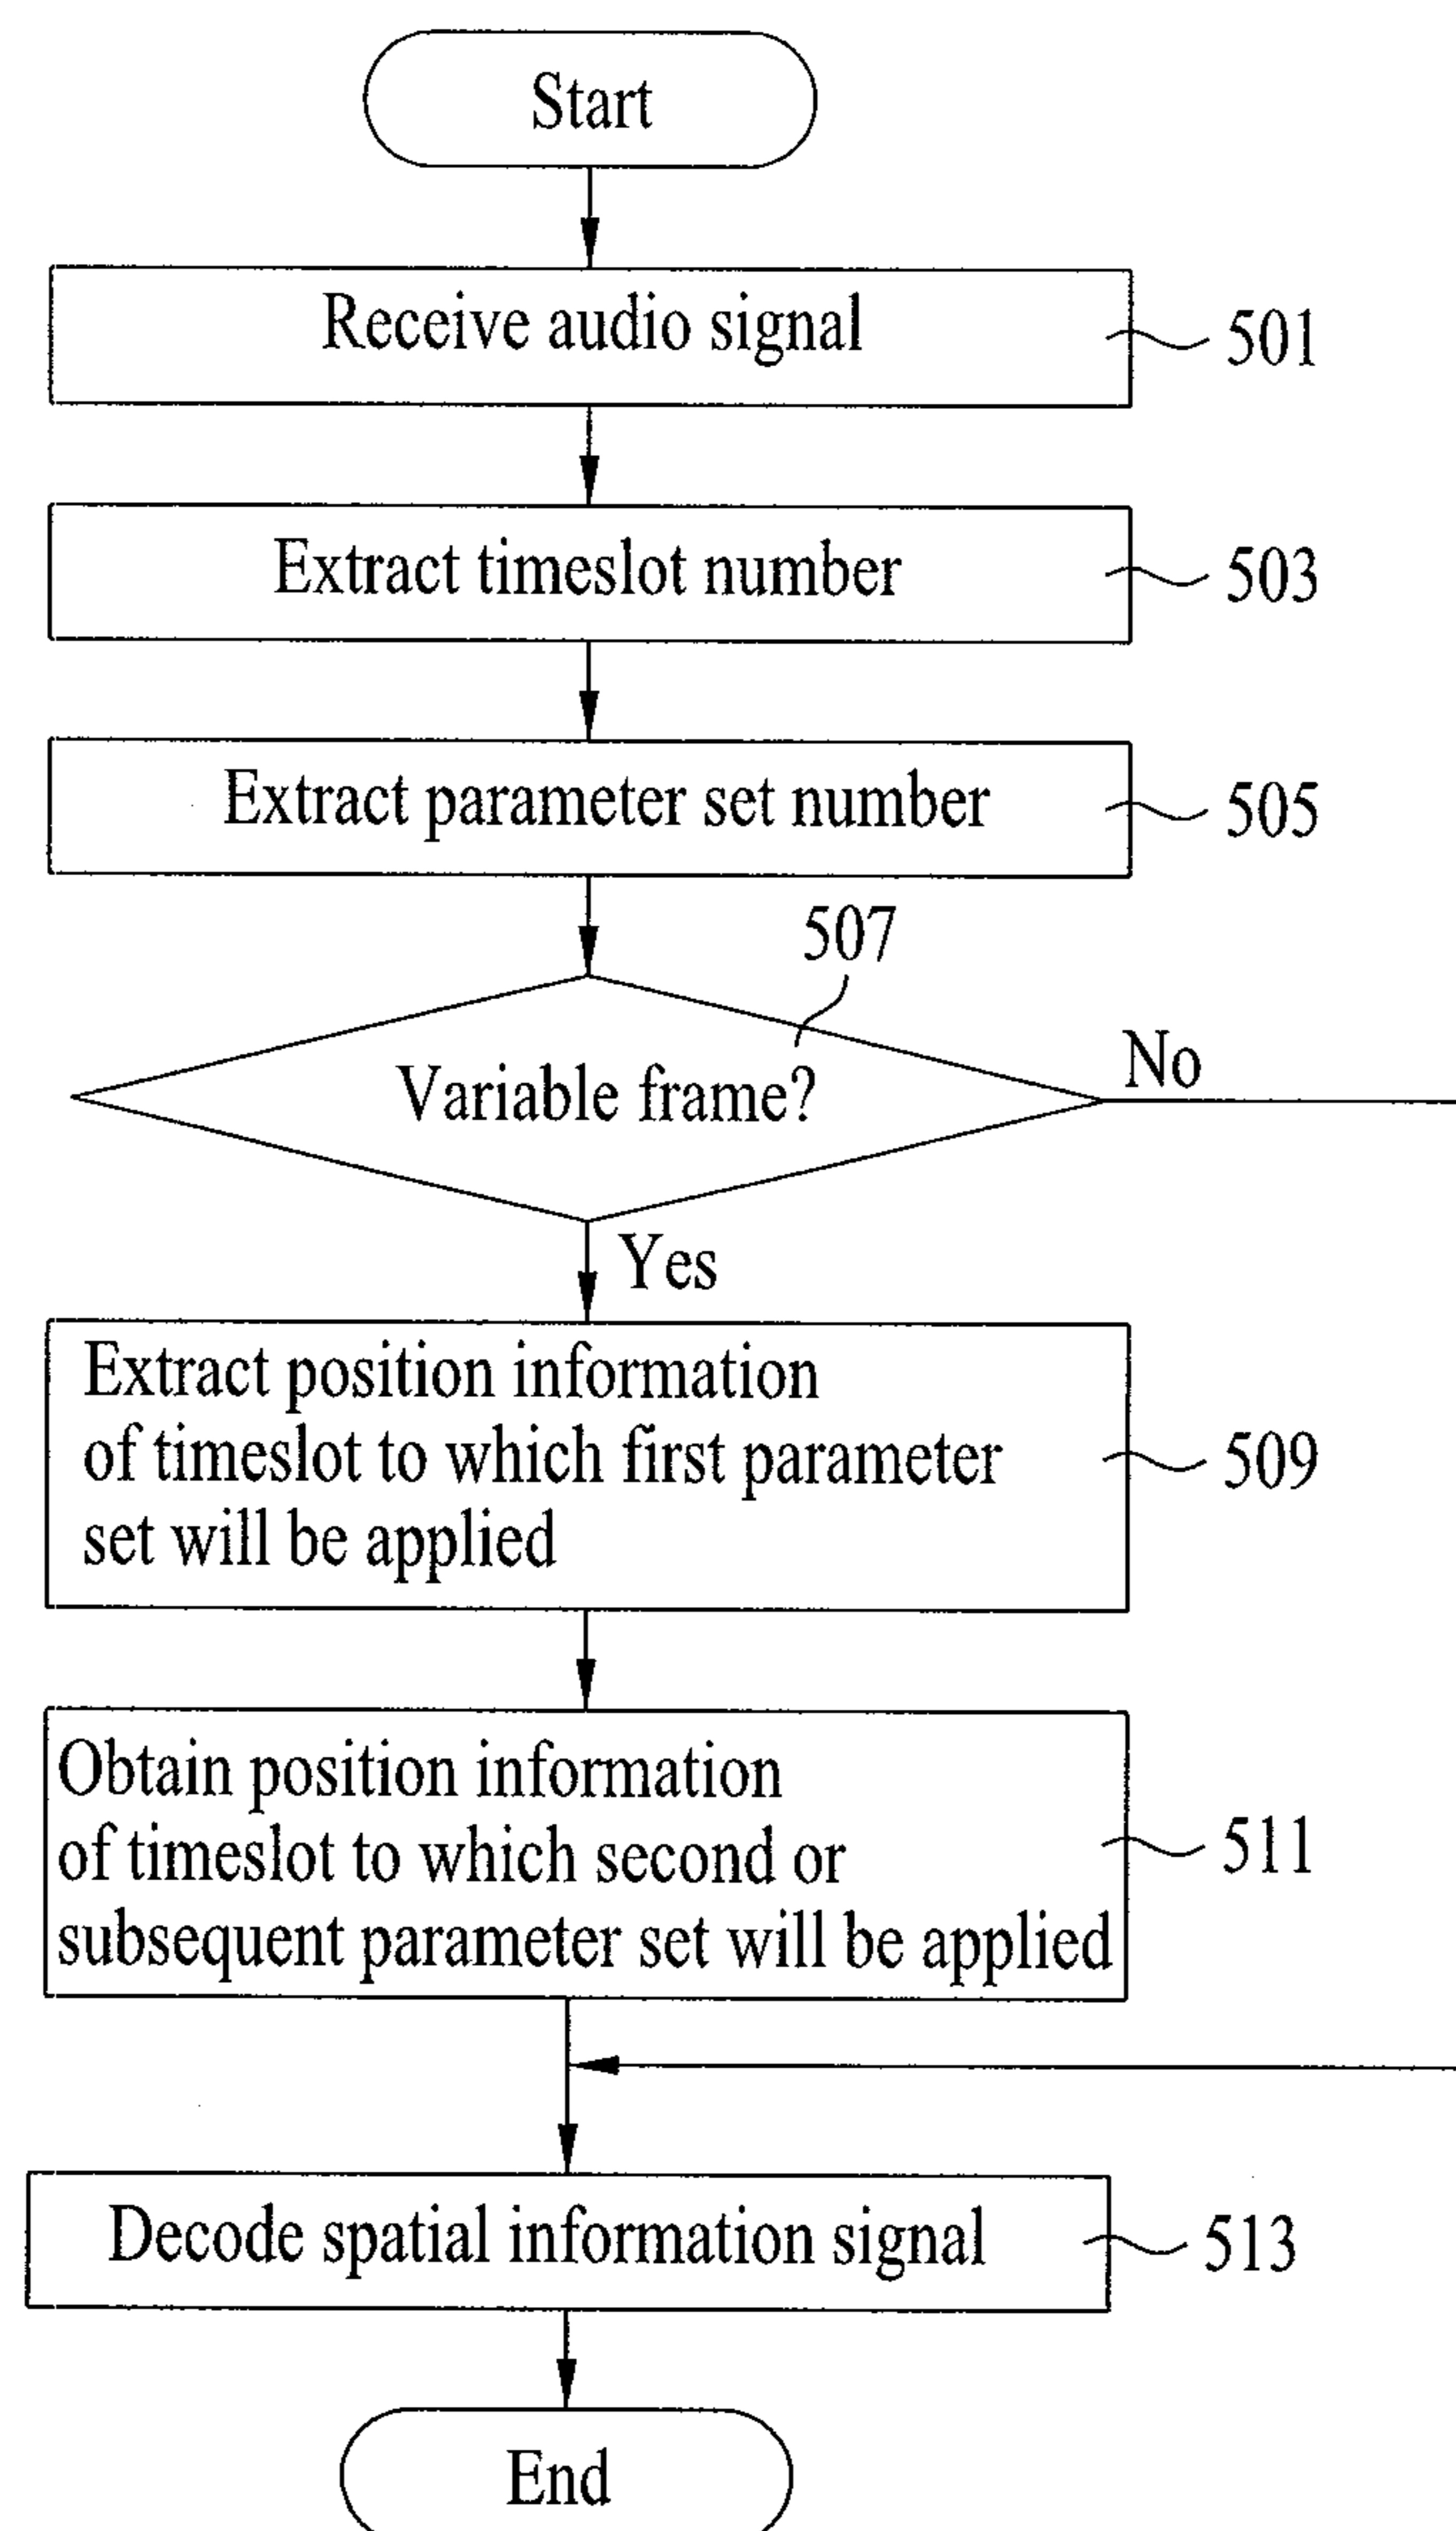 Start
Receive audio signal
501
Extract timeslot number
503
Extract parameter set number
505
507
Variable frame?
No
Yes
Extract position information
of timeslot to which first parameter
set will be applied
509
Obtain position information
of timeslot to which second or
subsequent parameter set will be applied
511
Decode spatial information signal
513
End